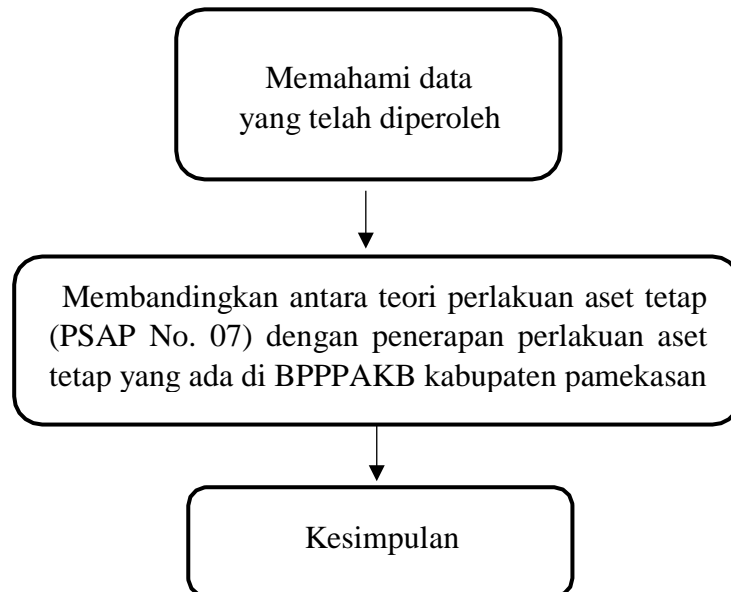 Memahami data
yang telah diperoleh
Membandingkan antara teori perlakuan aset tetap
(PSAP No. 07) dengan penerapan perlakuan aset
tetap yang ada di BPPPAKB kabupaten pamekasan
Kesimpulan